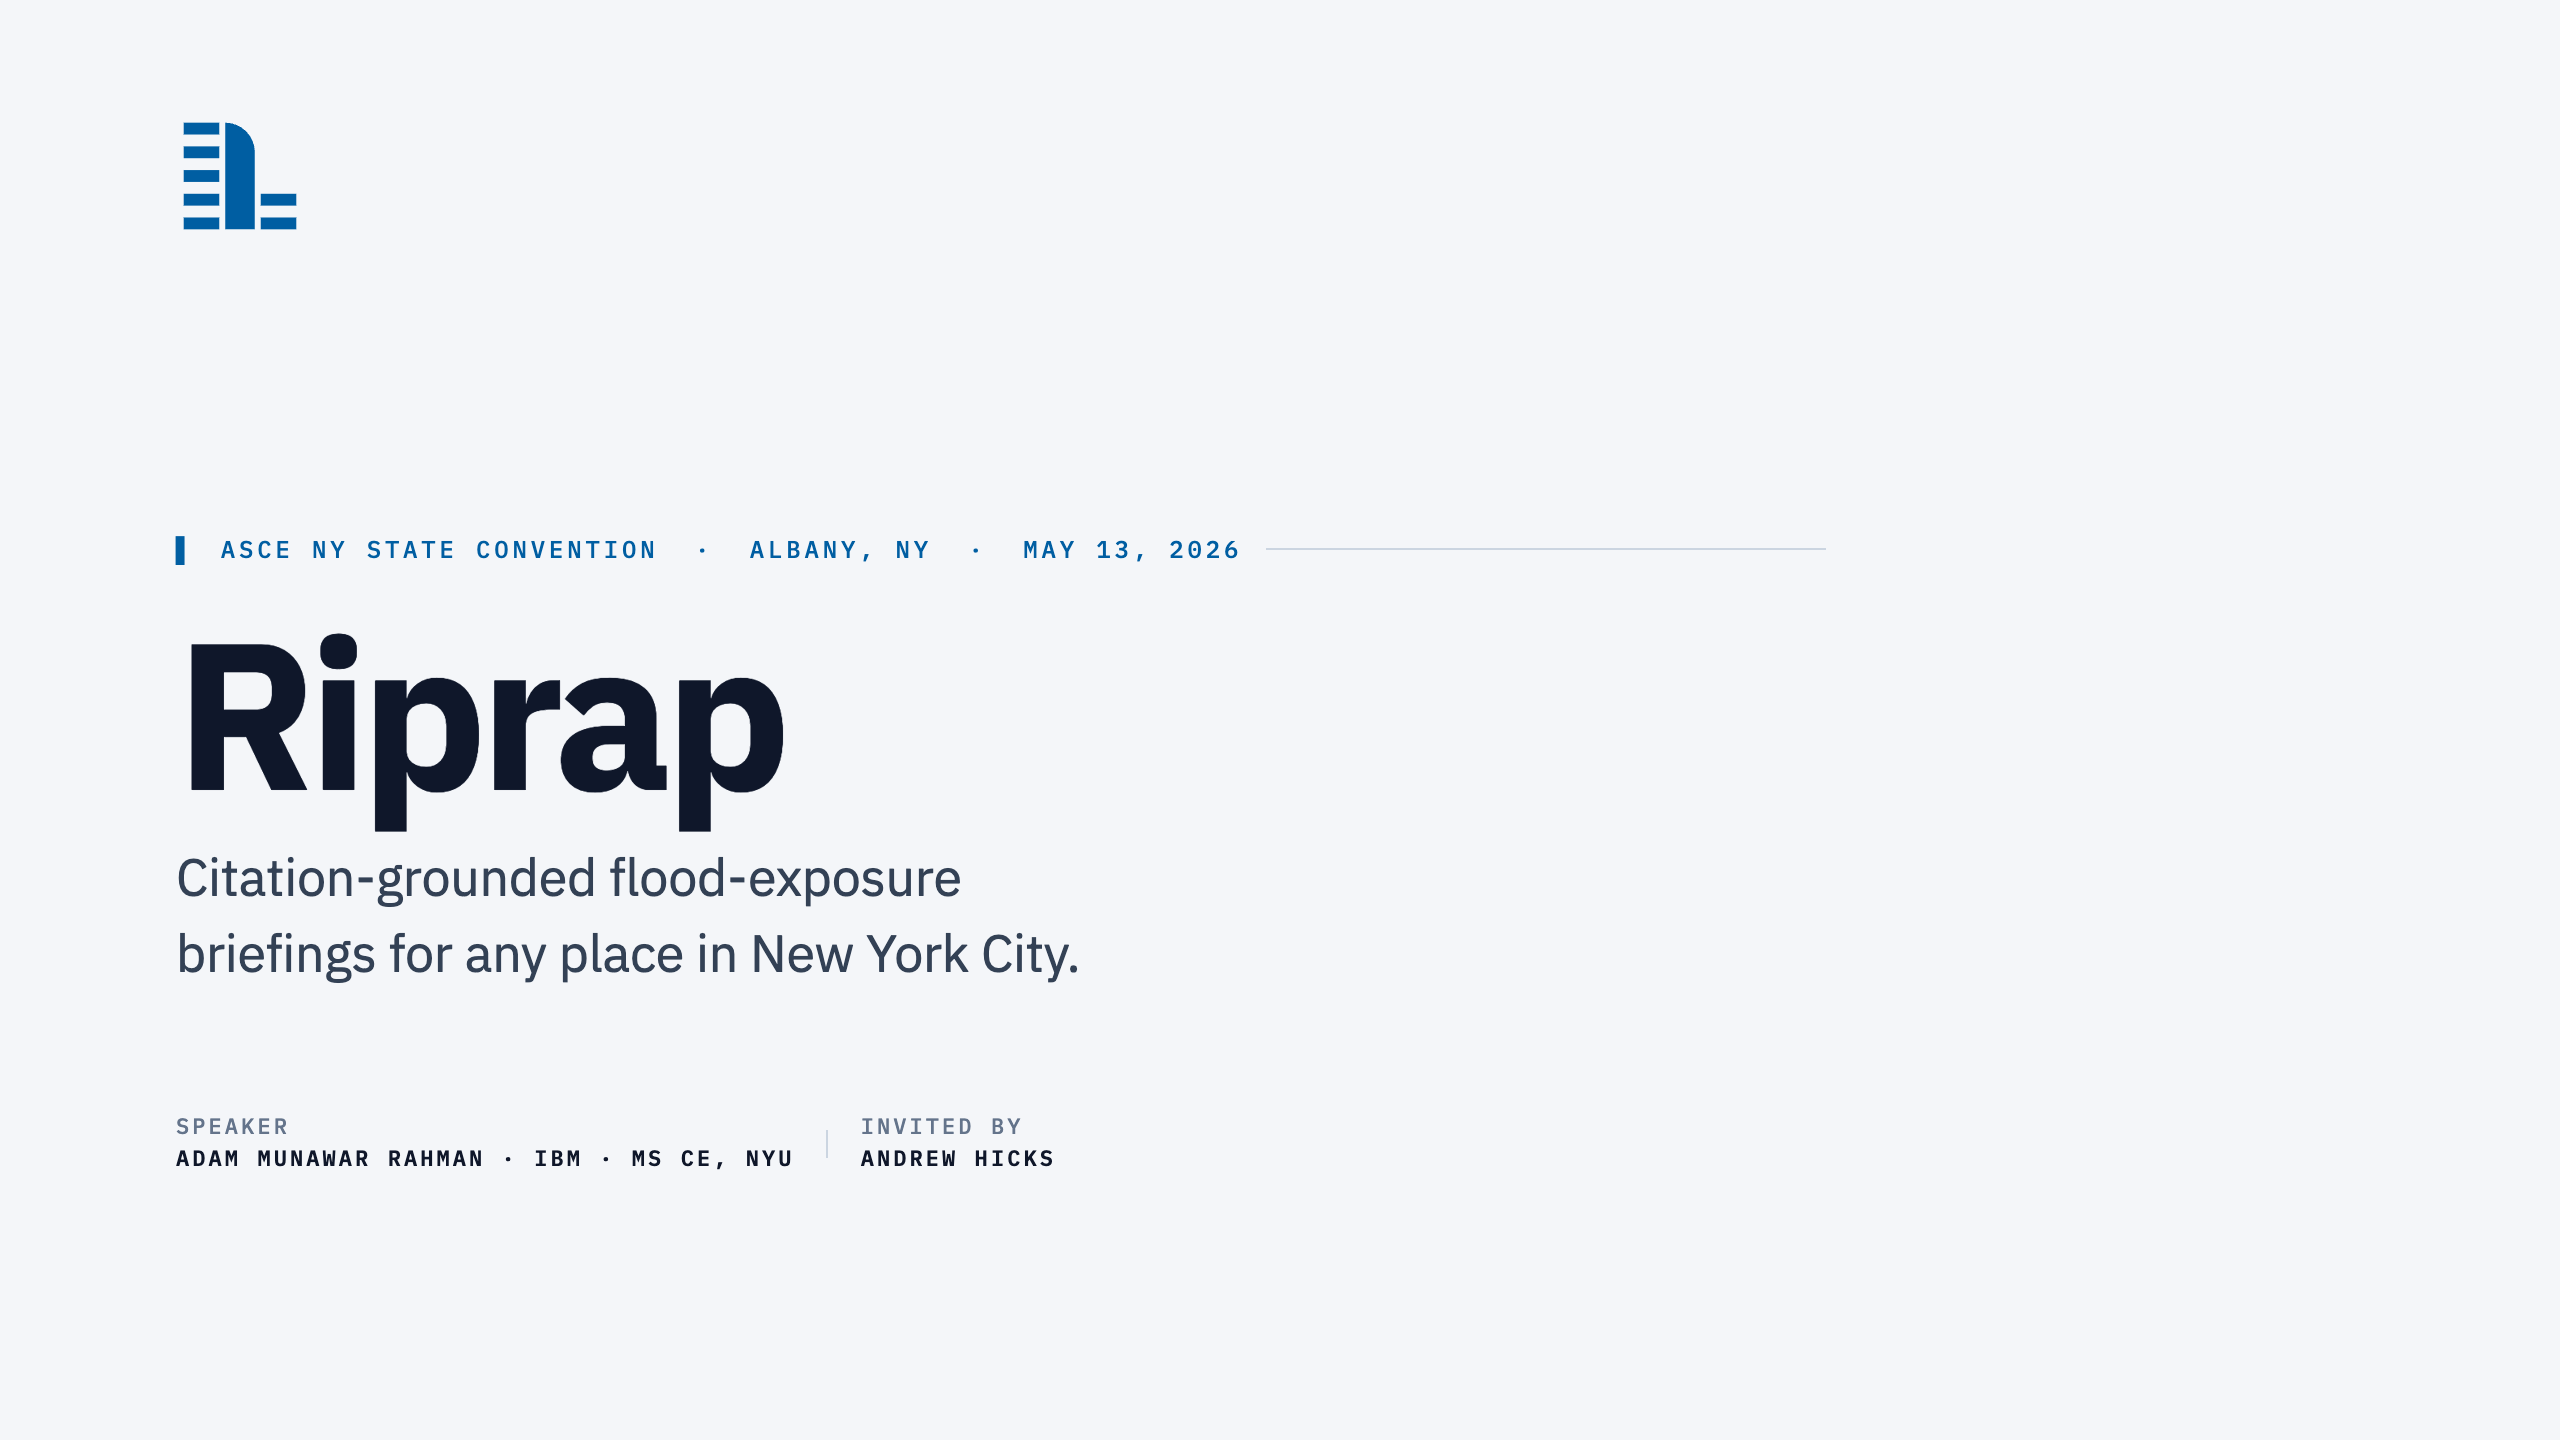 ASCE NY STATE CONVENTION · ALBANY, NY · MAY 13, 2026
Riprap
Citation-grounded flood-exposure
briefings for any place in New York City.
SPEAKER
ADAM MUNAWAR RAHMAN · IBM · MS CE, NYU
INVITED BY
ANDREW HICKS